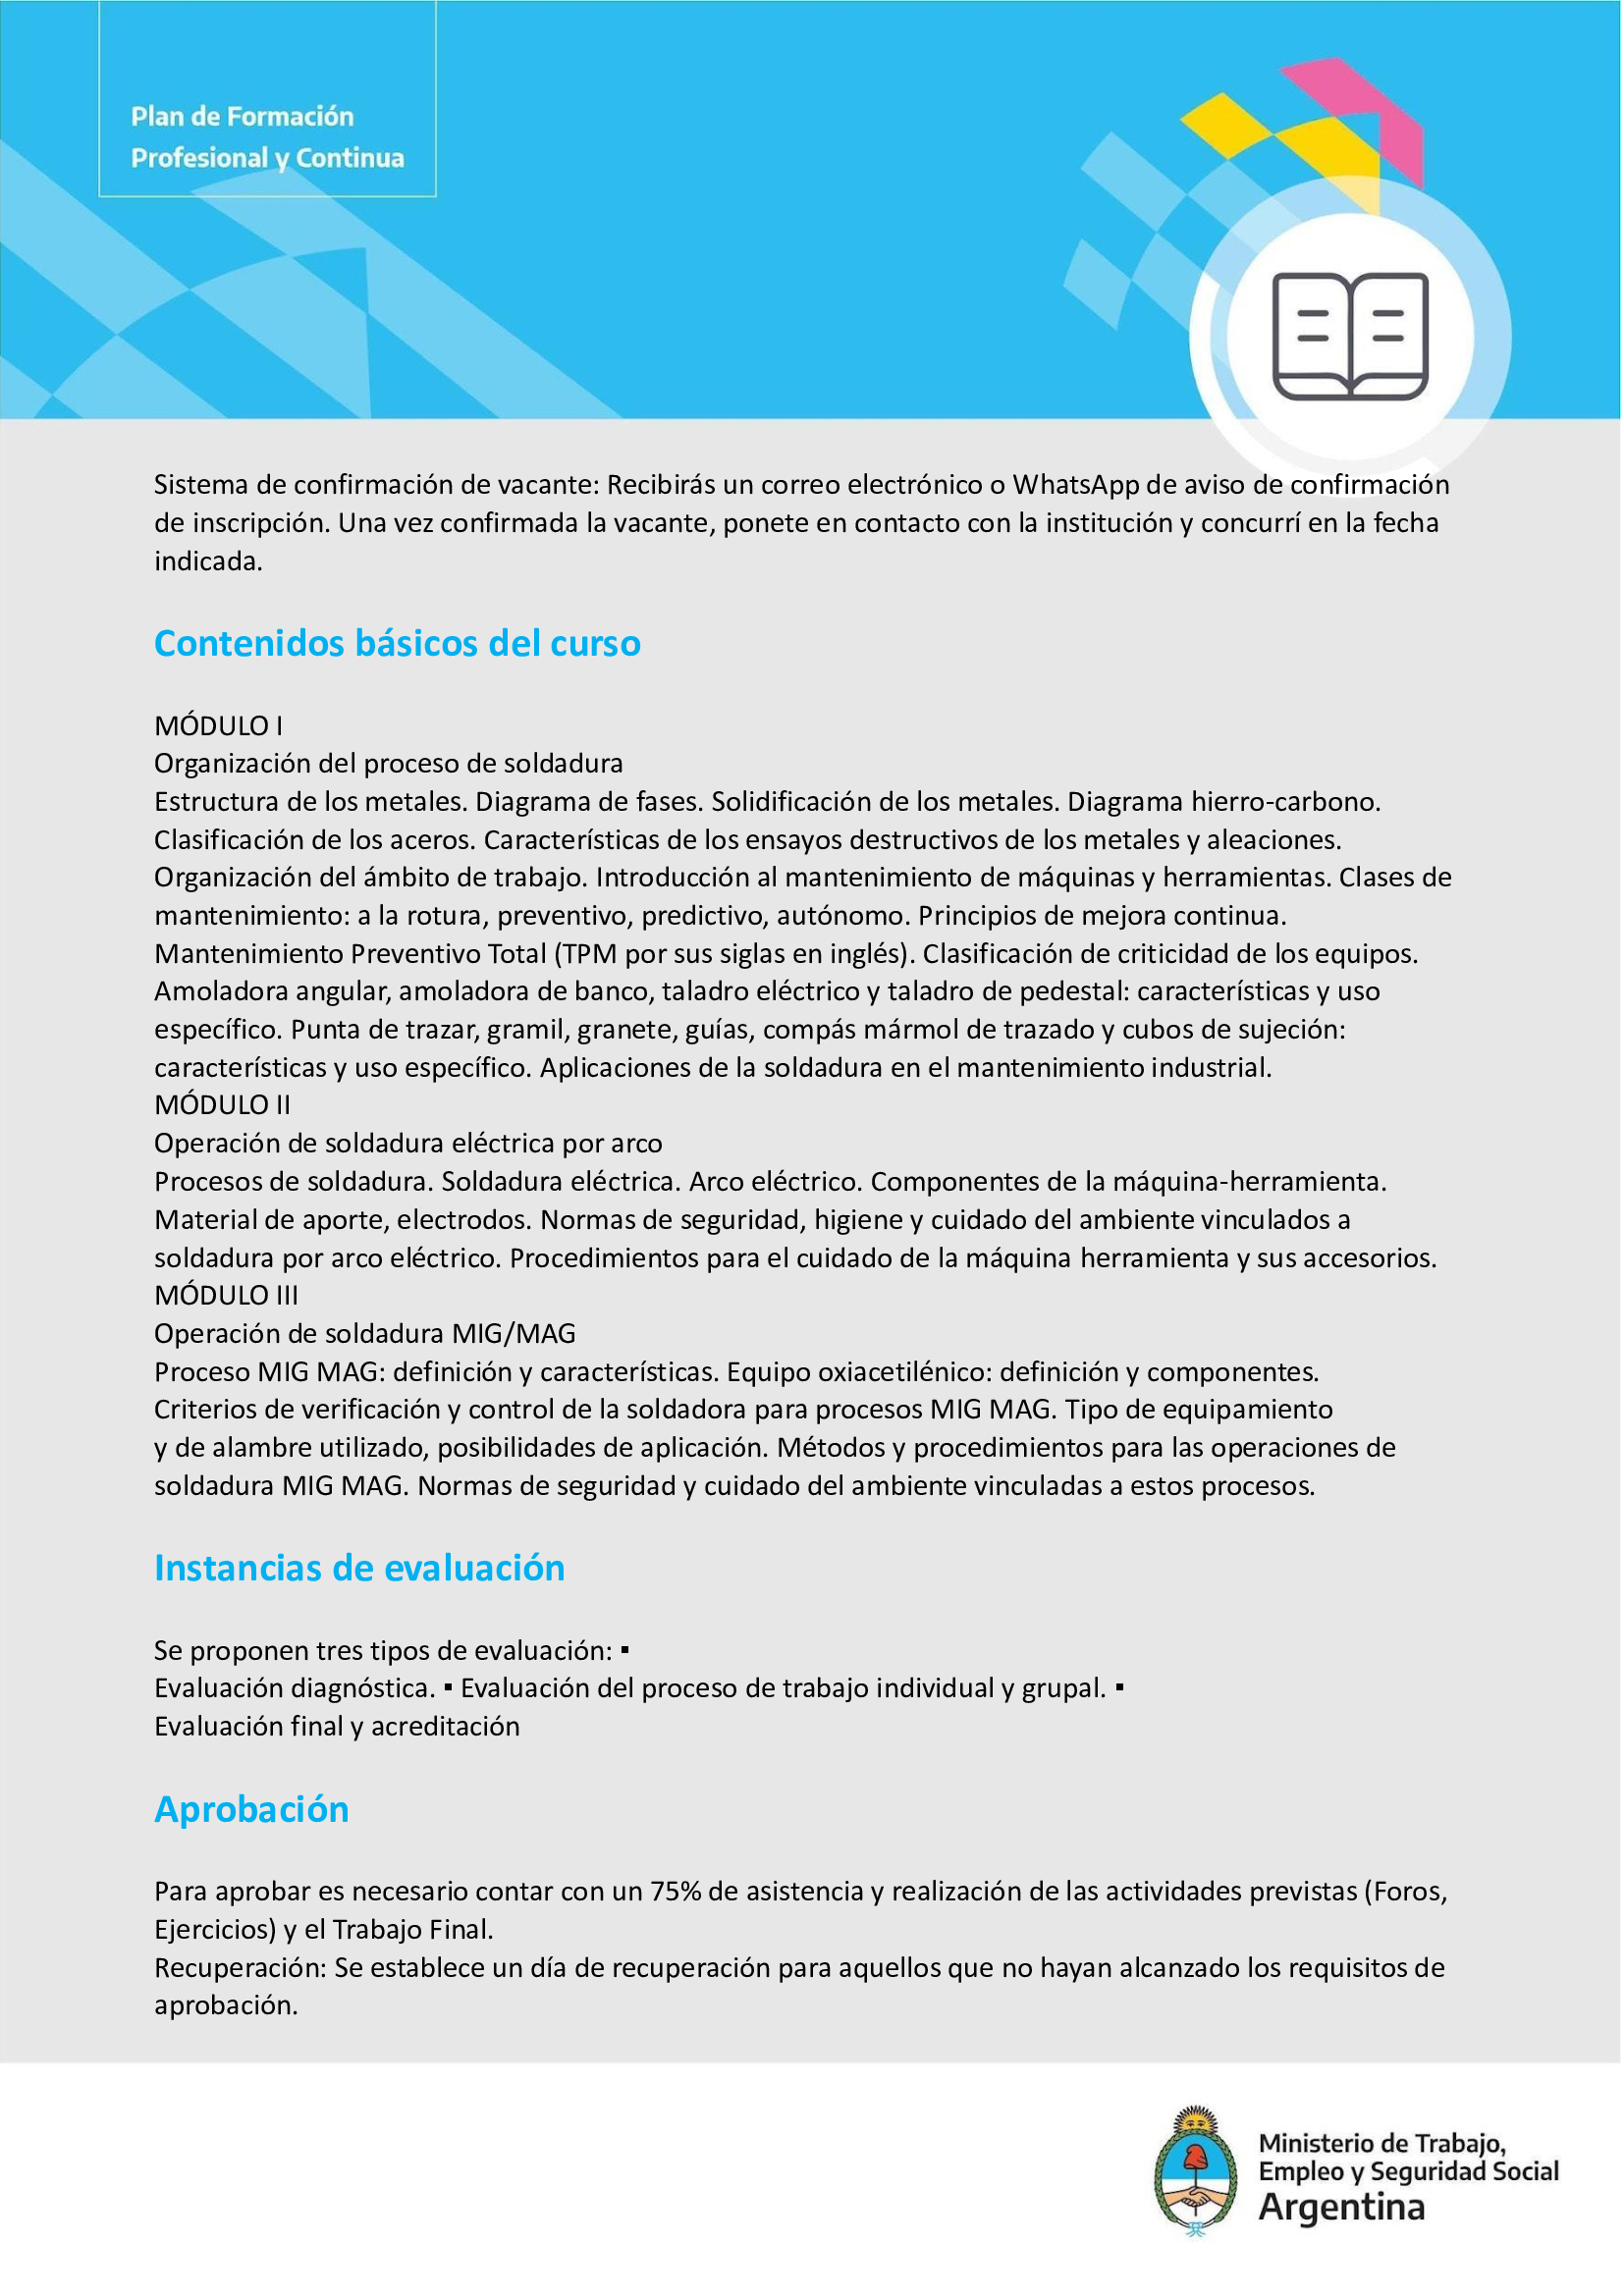 Plan de Formación
Profesional y Continua
Sistema de confirmación de vacante: Recibirás un correo electrónico o WhatsApp de aviso de confirmación
de inscripción. Una vez confirmada la vacante, ponete en contacto con la institución y concurrí en la fecha
indicada.
Contenidos básicos del curso
MÓDULO I
Organización del proceso de soldadura
Estructura de los metales. Diagrama de fases. Solidificación de los metales. Diagrama hierro-carbono.
Clasificación de los aceros. Características de los ensayos destructivos de los metales y aleaciones.
Organización del ámbito de trabajo. Introducción al mantenimiento de máquinas y herramientas. Clases de
mantenimiento: a la rotura, preventivo, predictivo, autónomo. Principios de mejora continua.
Mantenimiento Preventivo Total (TPM por sus siglas en inglés). Clasificación de criticidad de los equipos.
Amoladora angular, amoladora de banco, taladro eléctrico y taladro de pedestal: características y uso
específico. Punta de trazar, gramil, granete, guías, compás mármol de trazado y cubos de sujeción:
características y uso específico. Aplicaciones de la soldadura en el mantenimiento industrial.
MÓDULO II
Operación de soldadura eléctrica por arco
Procesos de soldadura. Soldadura eléctrica. Arco eléctrico. Componentes de la máquina-herramienta.
Material de aporte, electrodos. Normas de seguridad, higiene y cuidado del ambiente vinculados a
soldadura por arco eléctrico. Procedimientos para el cuidado de la máquina herramienta y sus accesorios.
MÓDULO III
Operación de soldadura MIG/MAG
Proceso MIG MAG: definición y características. Equipo oxiacetilénico: definición y componentes.
Criterios de verificación y control de la soldadora para procesos MIG MAG. Tipo de equipamiento
y de alambre utilizado, posibilidades de aplicación. Métodos y procedimientos para las operaciones de
soldadura MIG MAG. Normas de seguridad y cuidado del ambiente vinculadas a estos procesos.
Instancias de evaluación
Se proponen tres tipos de evaluación: ▪
Evaluación diagnóstica. ▪ Evaluación del proceso de trabajo individual y grupal. ▪
Evaluación final y acreditación
Aprobación
Para aprobar es necesario contar con un 75% de asistencia y realización de las actividades previstas (Foros,
Ejercicios) y el Trabajo Final.
Recuperación: Se establece un día de recuperación para aquellos que no hayan alcanzado los requisitos de
aprobación.
Ministerio de Trabajo,
Empleo y Seguridad Social
Argentina